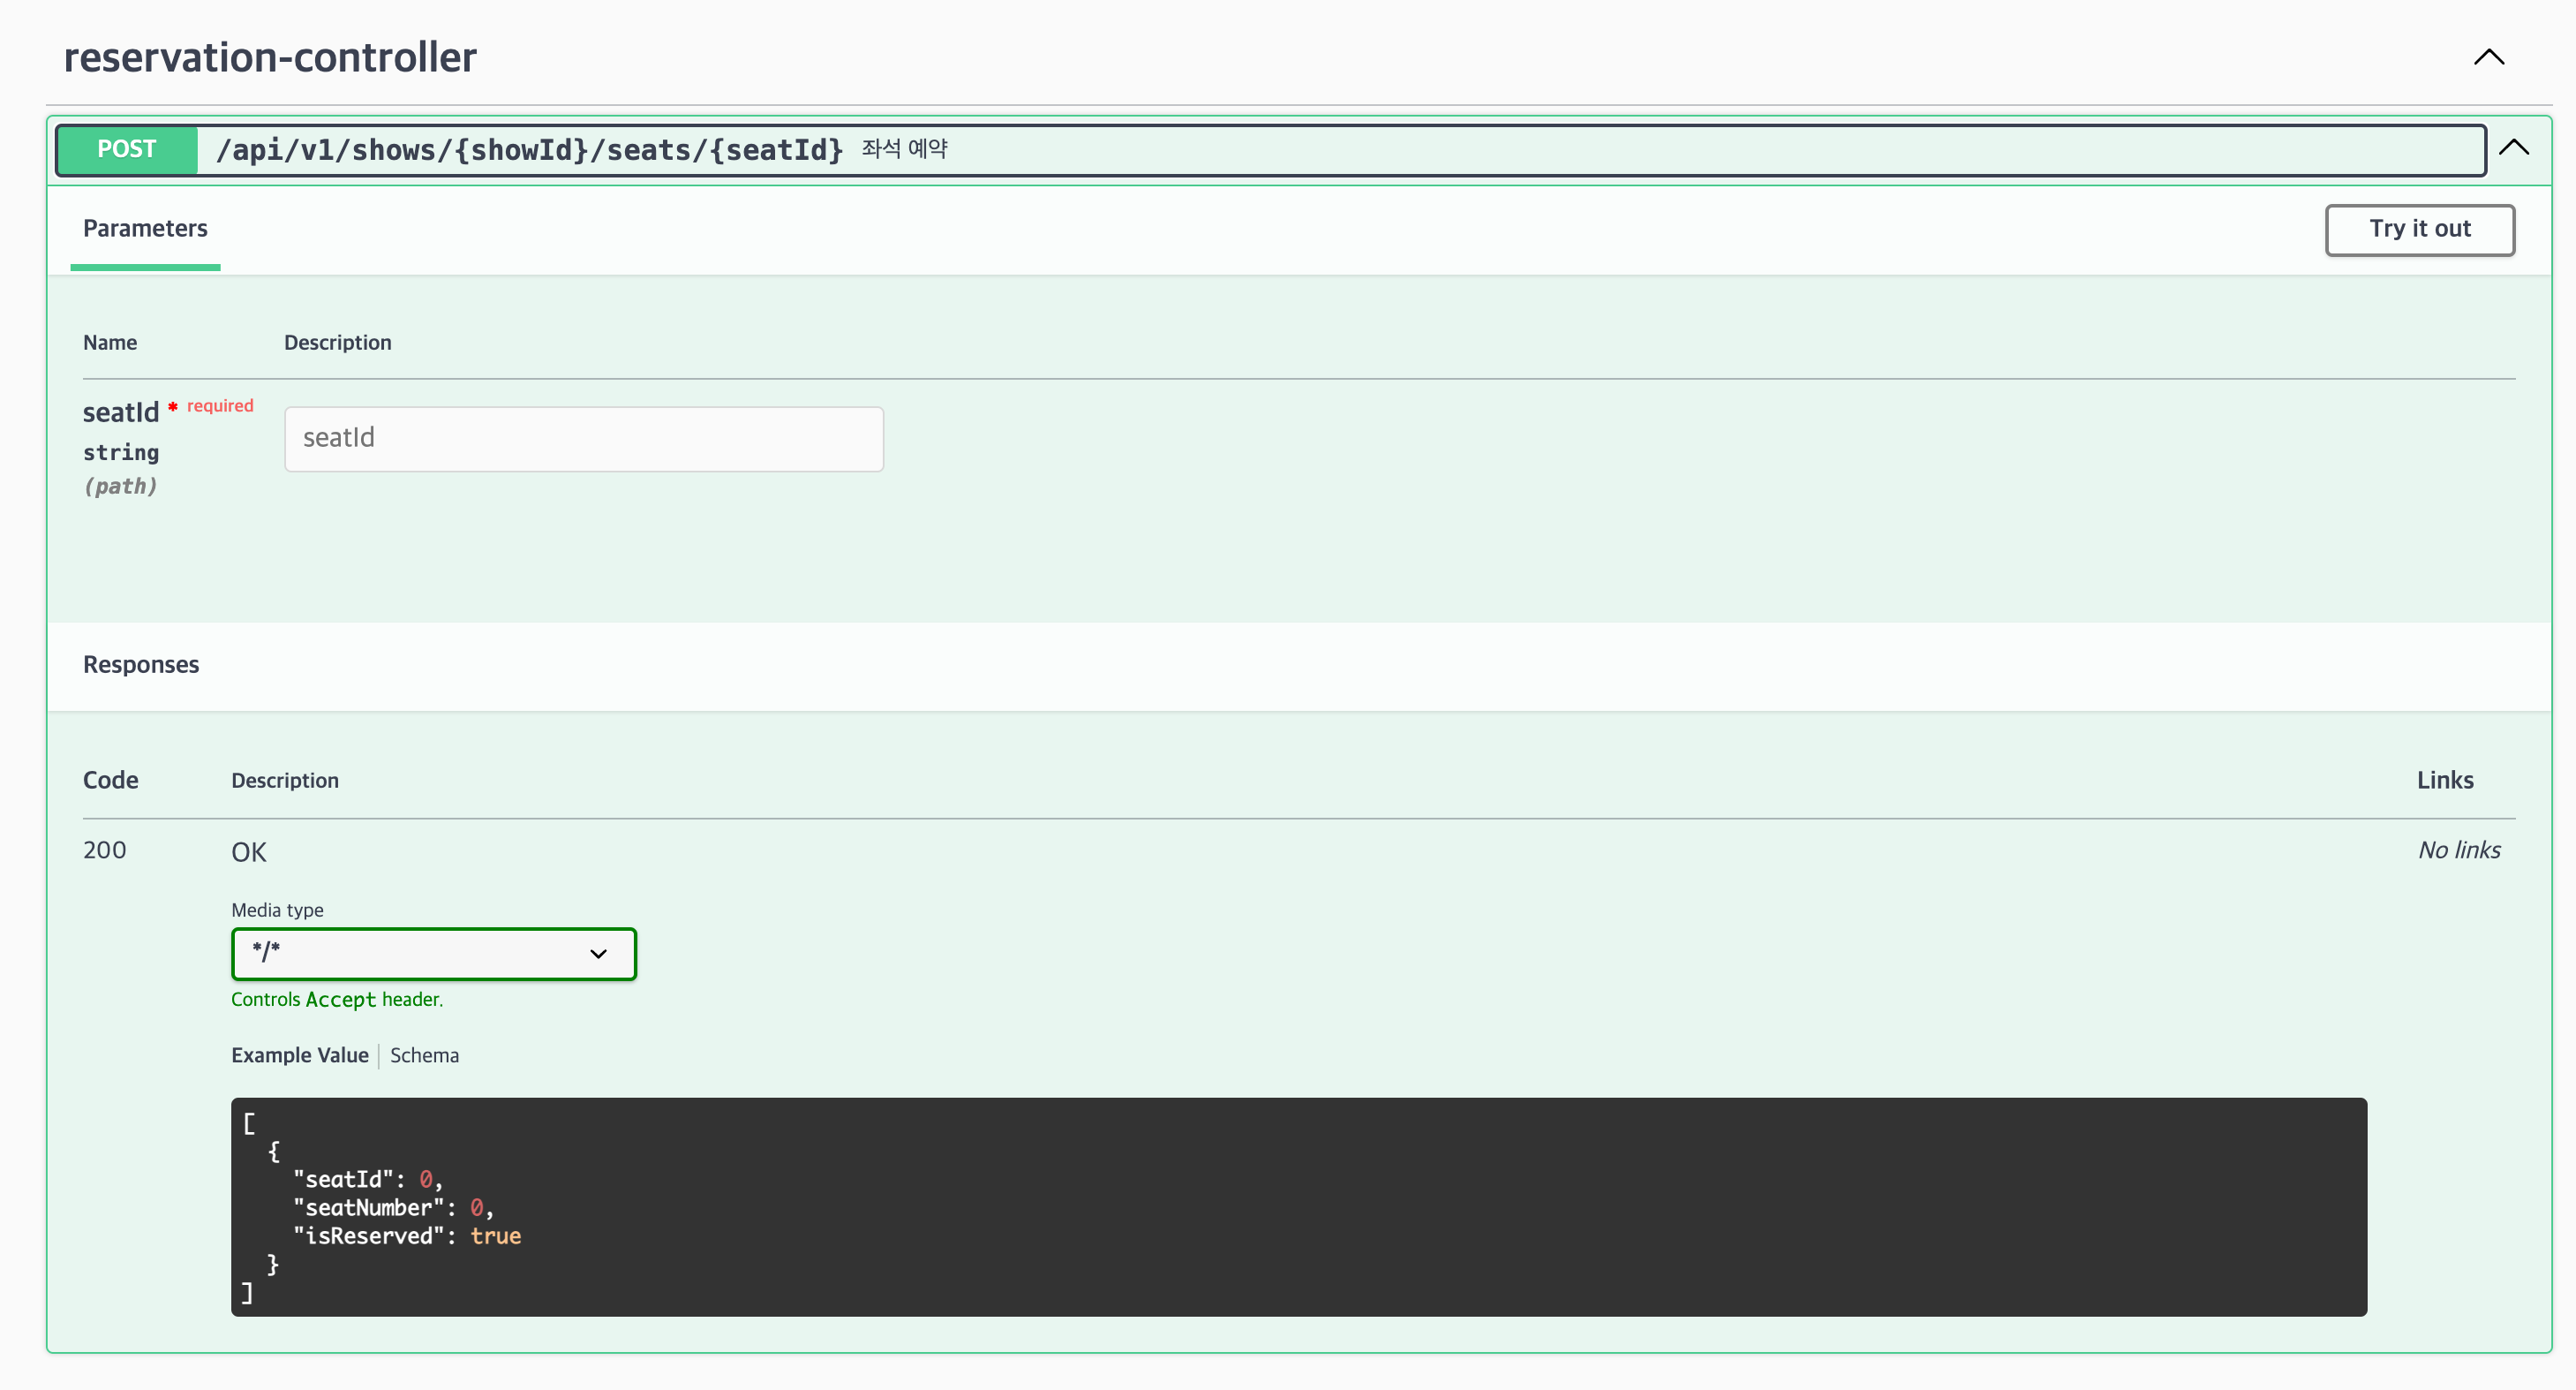 reservation-controller
POST /api/v1/shows/{showId}/seats/{seatId} 좌석 예약
Parameters
Try it out
Name Description
seatId * required
string
(path)
seatId
Responses
Code Description Links
200 OK No links
Media type
*/*
Controls Accept header.
Example Value Schema
[
  {
    "seatId": 0,
    "seatNumber": 0,
    "isReserved": true
  }
]